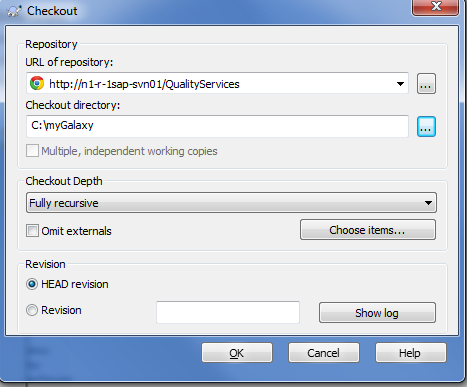 Checkout
Repository
URL of repository:
http://n1-r-1sap-svn01/QualityServices
...
Checkout directory:
C:\myGalaxy
...
Multiple, independent working copies
Checkout Depth
Fully recursive
Omit externals
Choose items...
Revision
HEAD revision
Revision
Show log
OK
Cancel
Help